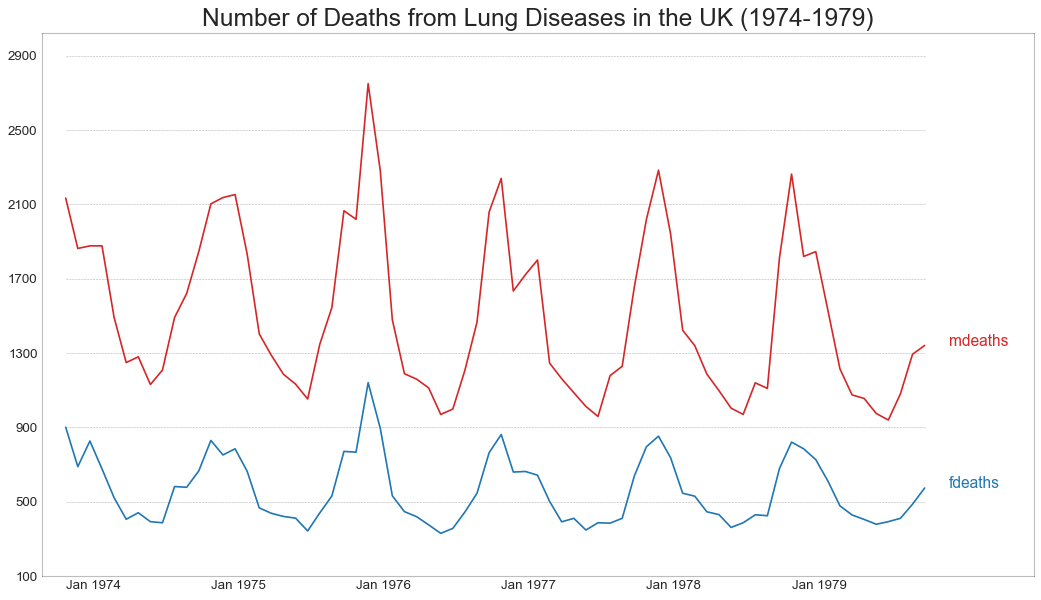 Number of Deaths from Lung Diseases in the UK (1974-1979)
2900
2500
2100
1700
1300
900
500
100
mdeaths
fdeaths
Jan 1974 Jan 1975 Jan 1976 Jan 1977 Jan 1978 Jan 1979